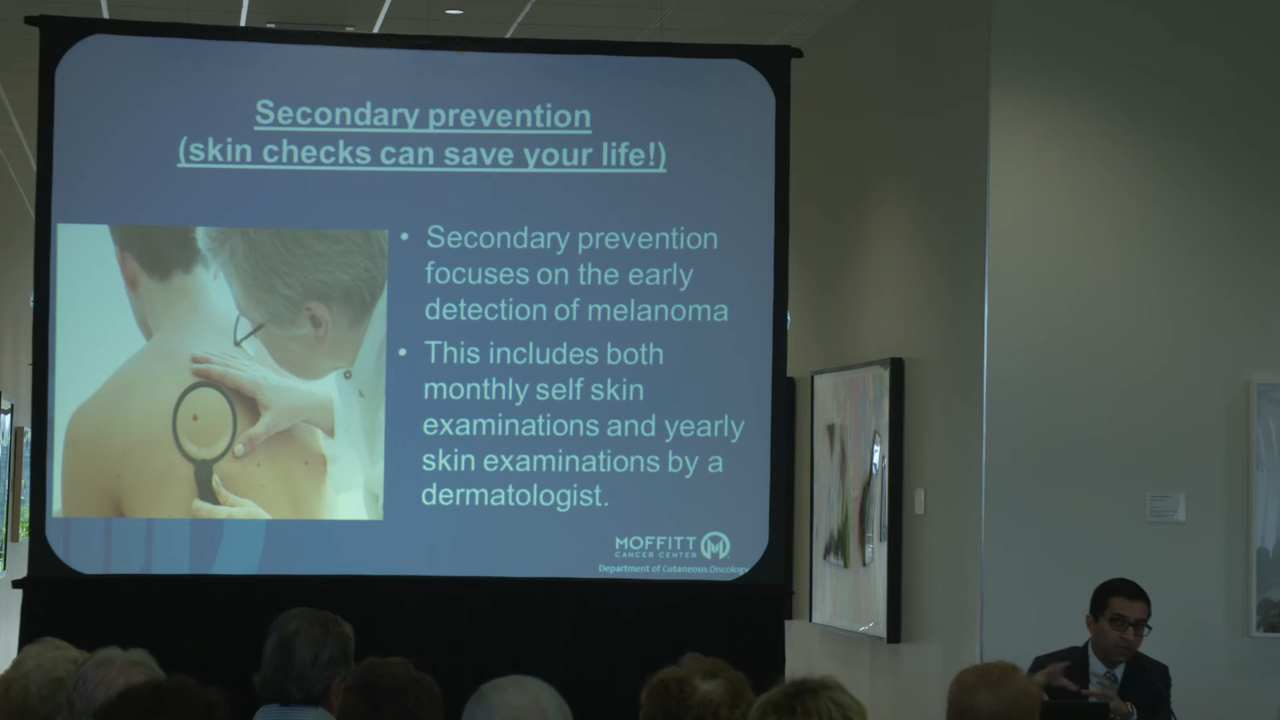 Secondary prevention
(skin checks can save your life!)
• Secondary prevention
focuses on the early
detection of melanoma
• This includes both
monthly self skin
examinations and yearly
skin examinations by a
dermatologist.
MOFFITT
CANCER CENTER
Department of Cutaneous Oncology